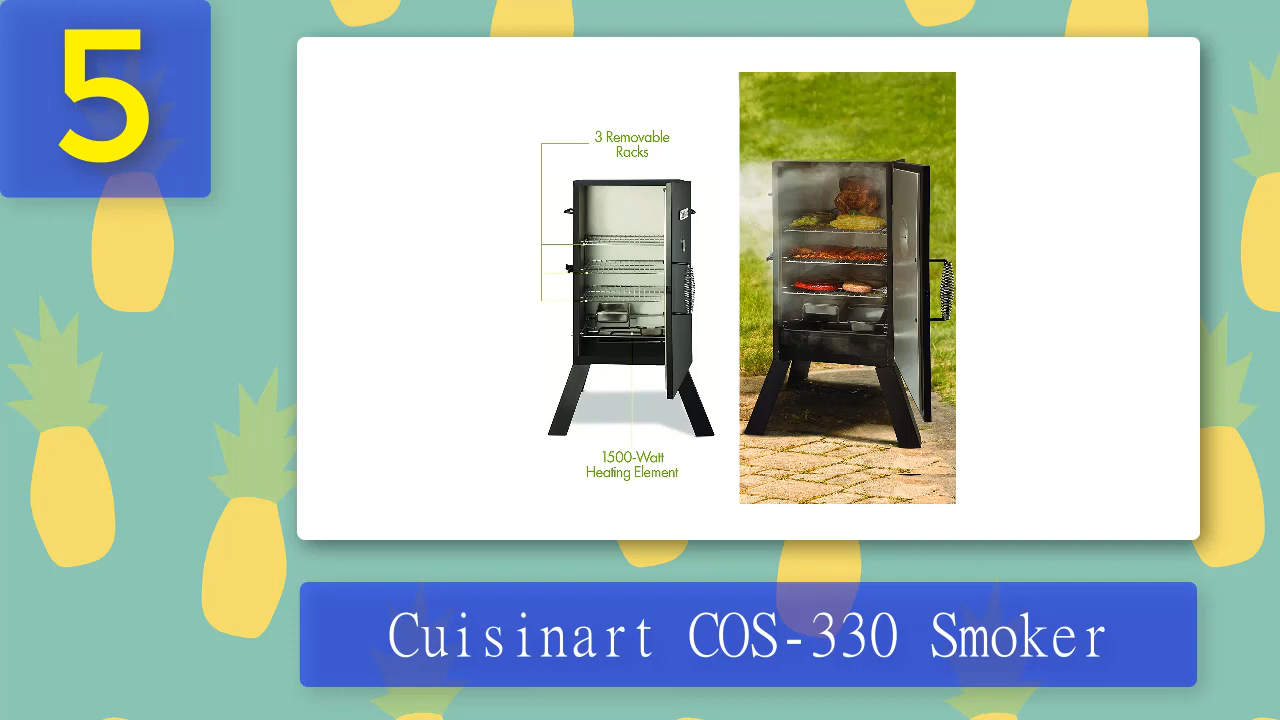 5
3 Removable
Racks
1500-Watt
Heating Element
Cuisinart COS-330 Smoker